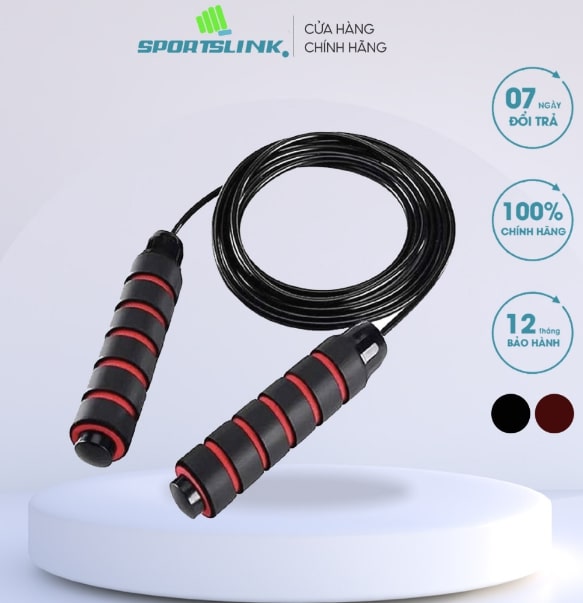 SPORTSLINK.
CỬA HÀNG
CHÍNH HÃNG
07 NGÀY
ĐỔI TRẢ
100%
CHÍNH HÃNG
12 tháng
BẢO HÀNH